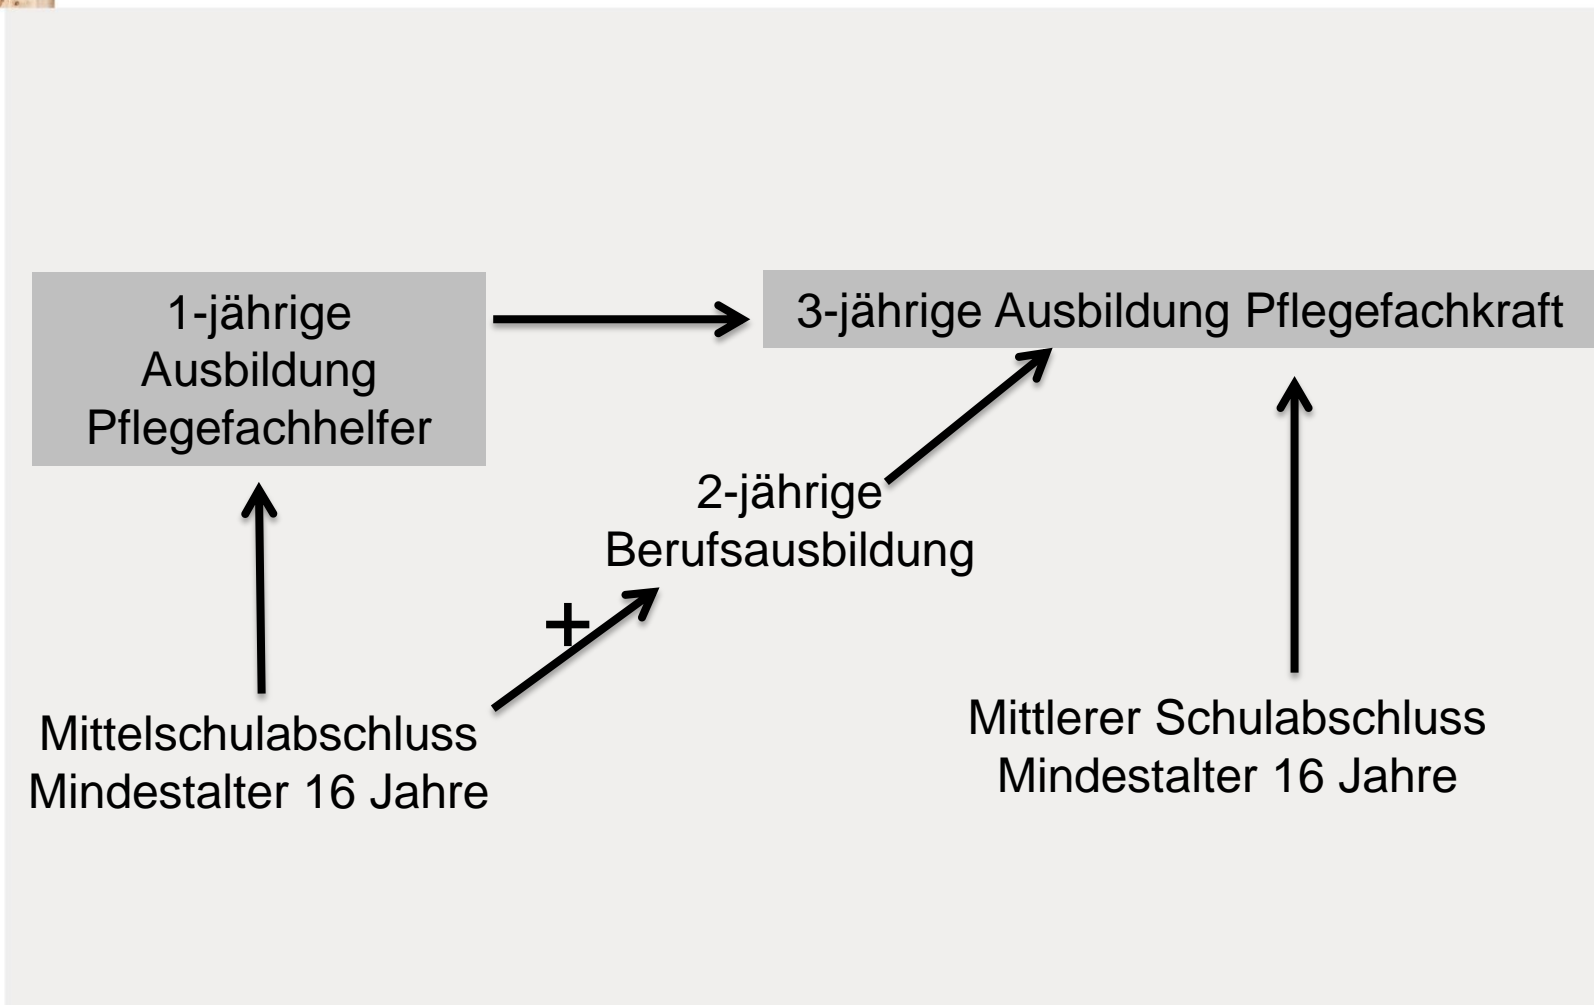 1-jährige
Ausbildung
Pflegefachhelfer
3-jährige Ausbildung Pflegefachkraft
2-jährige
Berufsausbildung
+
Mittelschulabschluss
Mindestalter 16 Jahre
Mittlerer Schulabschluss
Mindestalter 16 Jahre